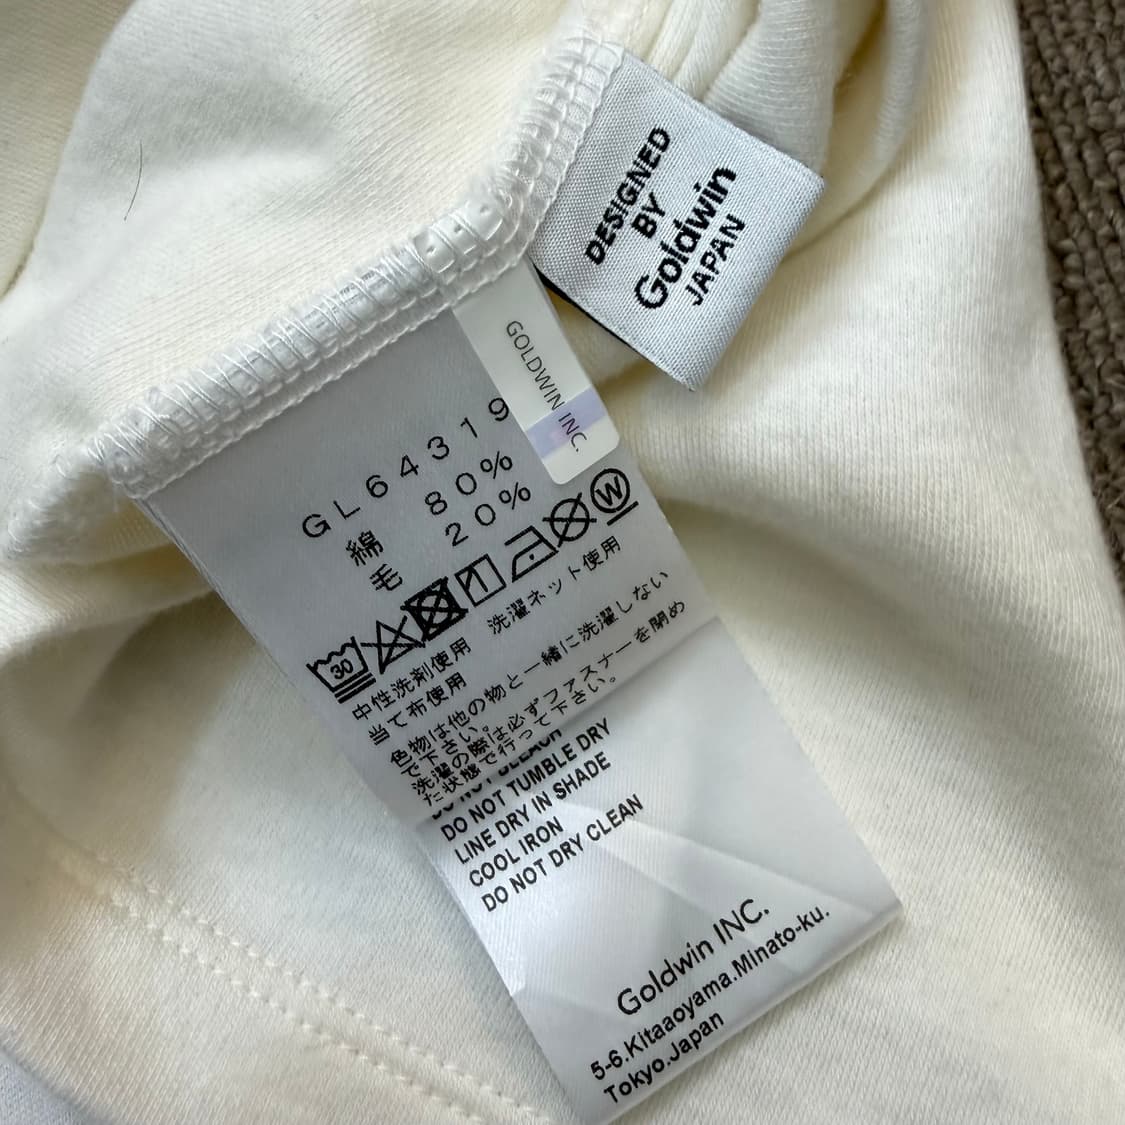 DESIGNED
BY
Goldwin
JAPAN
GOLDWIN INC.
GL64319
綿 80%
毛 20%
30
W
中性洗剤使用 洗濯ネット使用
当て布使用
色物は他の物と一緒に洗濯しない
で下さい。
洗濯の際は必ずファスナーを閉め
た状態で行って下さい。
DO NOT BLEACH
DO NOT TUMBLE DRY
LINE DRY IN SHADE
COOL IRON
DO NOT DRY CLEAN
Goldwin INC.
5-6.Kitaaoyama.Minato-ku.
Tokyo.Japan